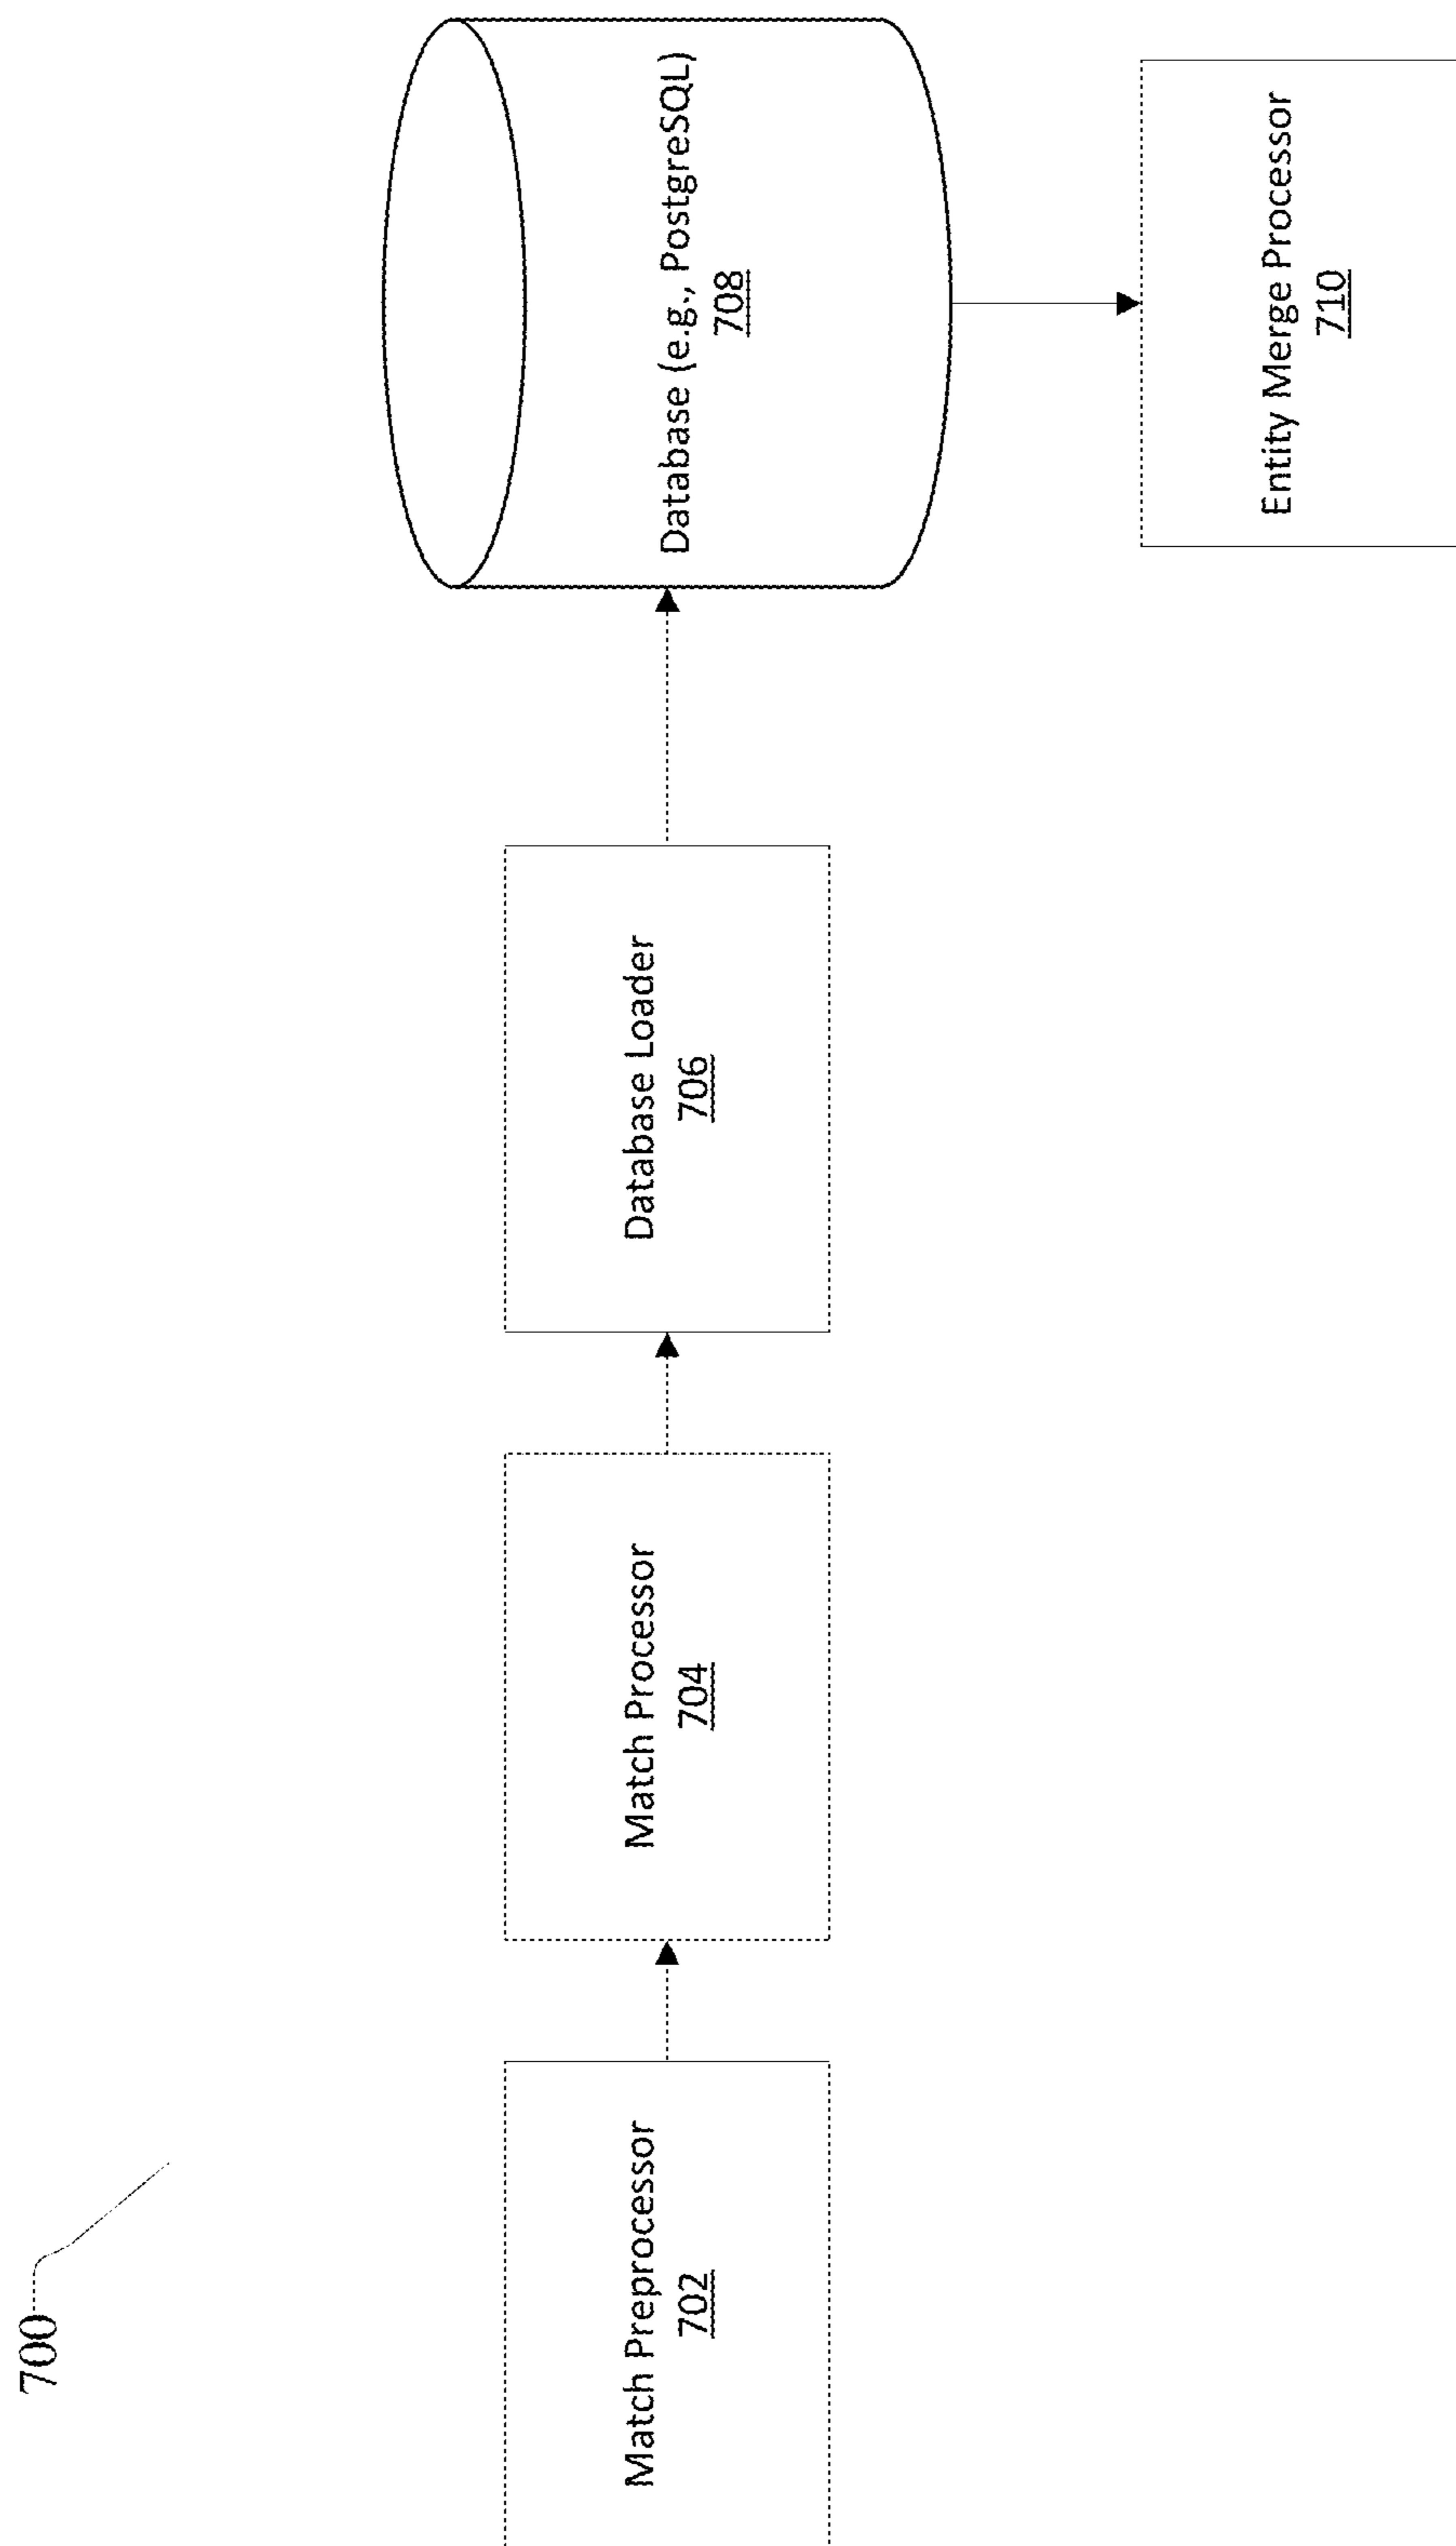 700
Match Preprocessor
702
Match Processor
704
Database Loader
706
Database (e.g., PostgreSQL)
708
Entity Merge Processor
710